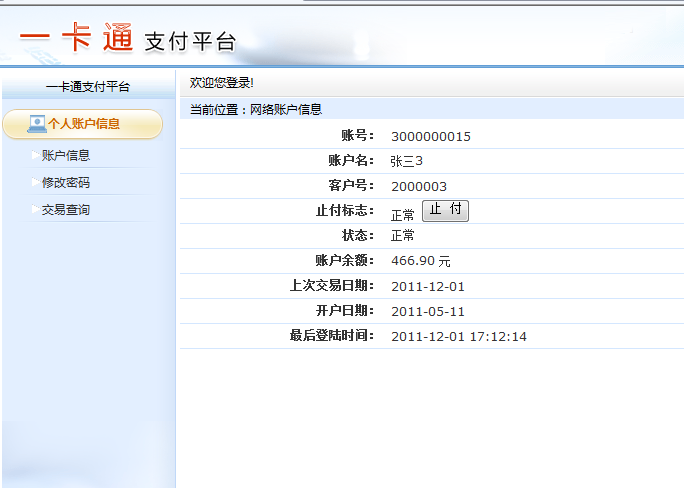 一卡通 支付平台
一卡通支付平台
个人账户信息
账户信息
修改密码
交易查询
欢迎您登录!
当前位置：网络账户信息
账号： 3000000015
账户名： 张三3
客户号： 2000003
止付标志： 正常 止 付
状态： 正常
账户余额： 466.90 元
上次交易日期： 2011-12-01
开户日期： 2011-05-11
最后登陆时间： 2011-12-01 17:12:14